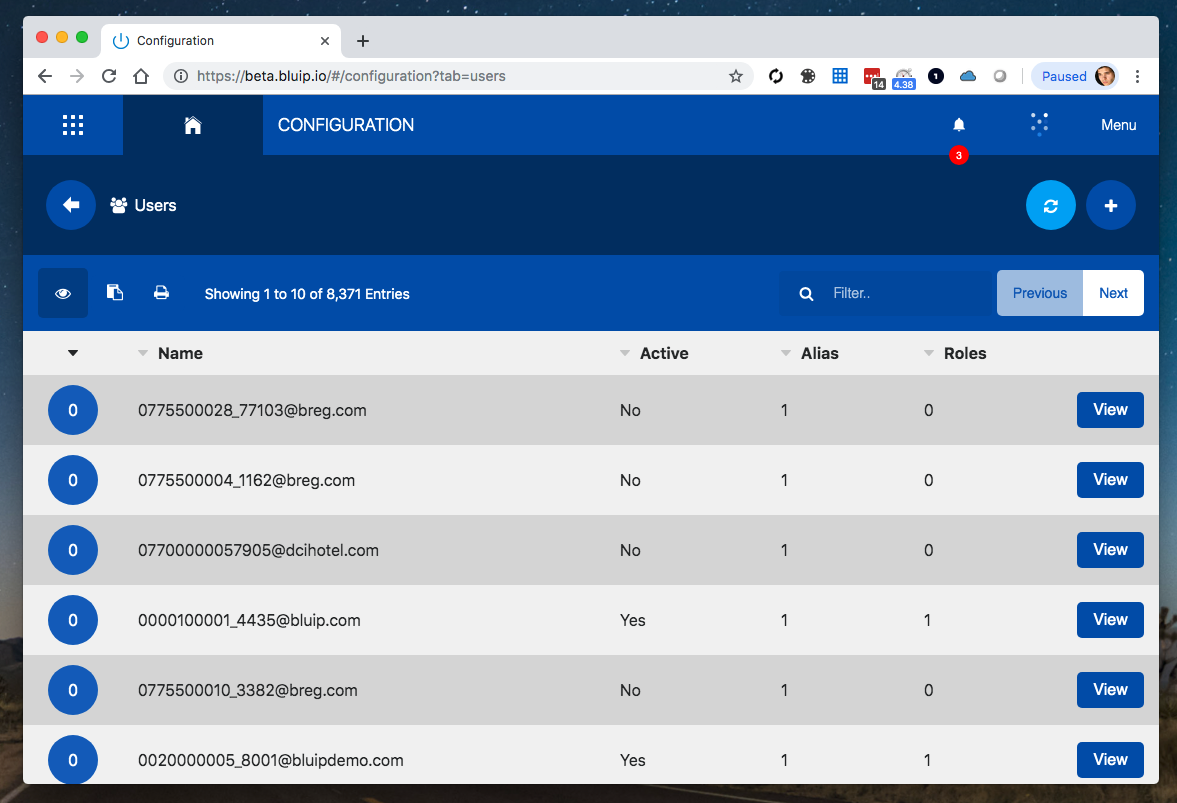 Configuration
https://beta.bluip.io/#/configuration?tab=users
14
4.38
1
Paused
CONFIGURATION
3
Menu
Users
Showing 1 to 10 of 8,371 Entries
Filter..
Previous
Next
Name Active Alias Roles
0 0775500028_77103@breg.com No 1 0 View
0 0775500004_1162@breg.com No 1 0 View
0 07700000057905@dcihotel.com No 1 0 View
0 0000100001_4435@bluip.com Yes 1 1 View
0 0775500010_3382@breg.com No 1 0 View
0 0020000005_8001@bluipdemo.com Yes 1 1 View